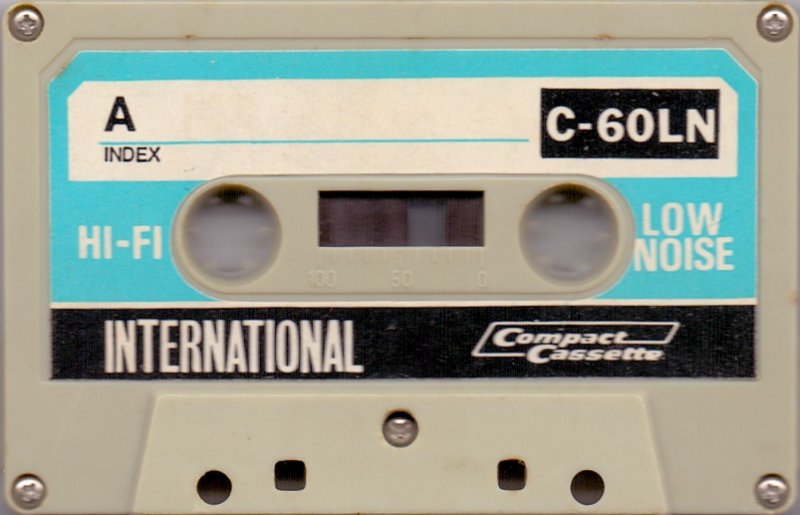 A
INDEX
C-60LN
HI-FI
LOW
NOISE
100 50 0
INTERNATIONAL
Compact
Cassette